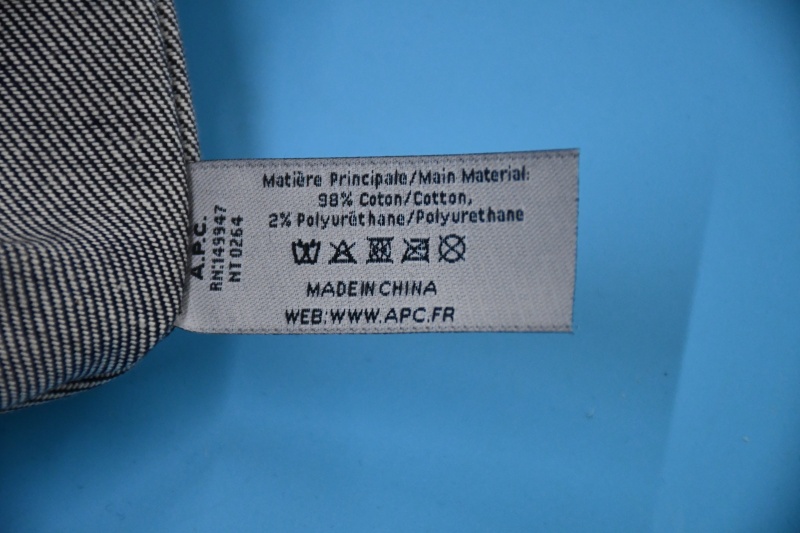 Matière Principale/Main Material:
98% Coton/Cotton,
2% Polyuréthane/Polyurethane
MADE IN CHINA
WEB:WWW.APC.FR
A.P.C.
RN:149947
NT0264